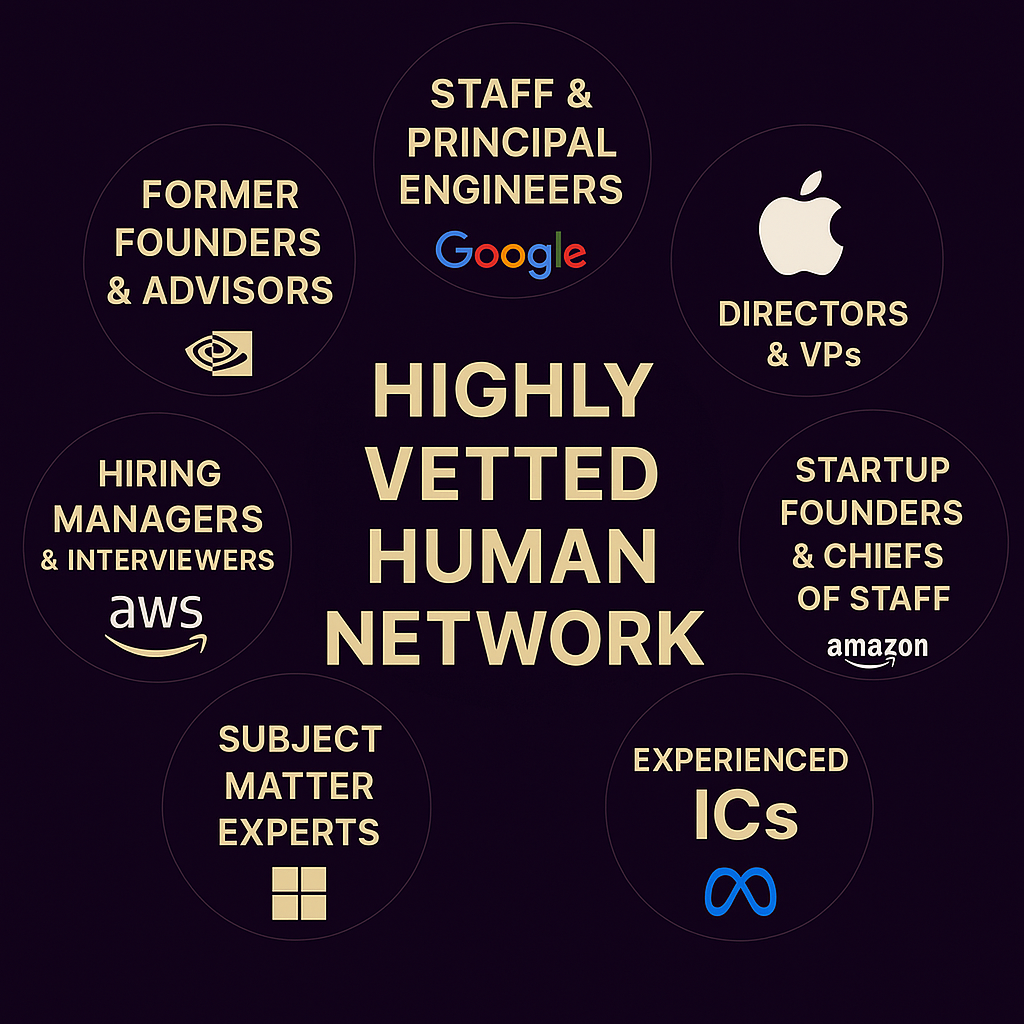 STAFF &
PRINCIPAL
ENGINEERS
Google
FORMER
FOUNDERS
& ADVISORS
DIRECTORS
& VPs
HIGHLY
VETTED
HUMAN
NETWORK
HIRING
MANAGERS
& INTERVIEWERS
aws
STARTUP
FOUNDERS
& CHIEFS
OF STAFF
amazon
SUBJECT
MATTER
EXPERTS
EXPERIENCED
ICs